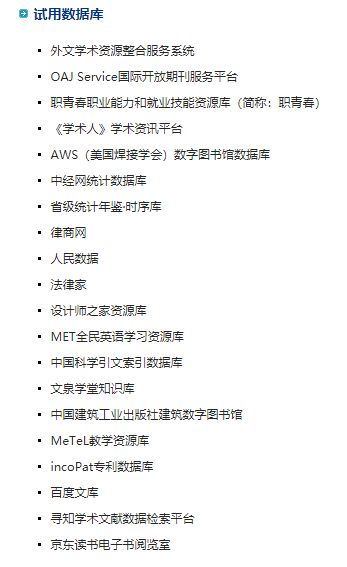 试用数据库
外文学术资源整合服务系统
OAJ Service国际开放期刊服务平台
职青春职业能力和就业技能资源库（简称：职青春）
《学术人》学术资讯平台
AWS（美国焊接学会）数字图书馆数据库
中经网统计数据库
省级统计年鉴·时序库
律商网
人民数据
法律家
设计师之家资源库
MET全民英语学习资源库
中国科学引文索引数据库
文泉学堂知识库
中国建筑工业出版社建筑数字图书馆
MeTeL教学资源库
incoPat专利数据库
百度文库
寻知学术文献数据检索平台
京东读书电子书阅览室